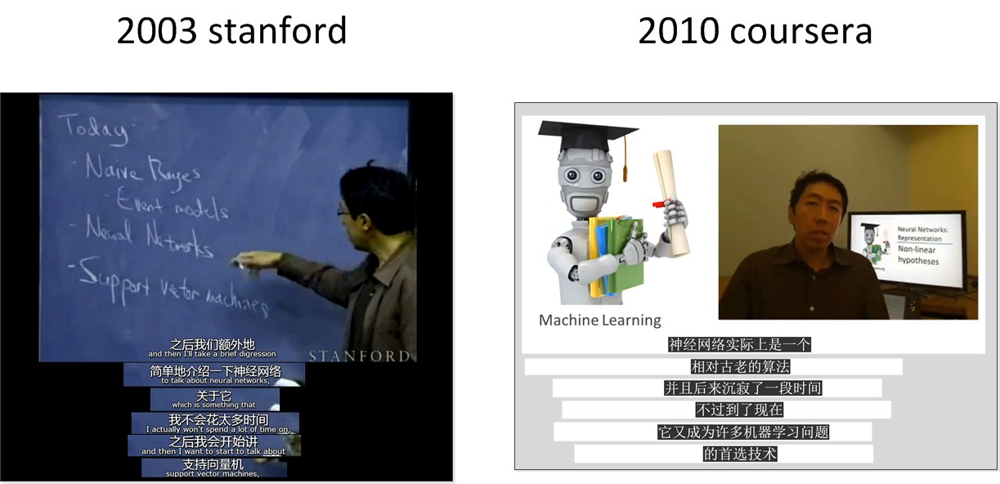 2003 stanford
2010 coursera
Today
- Naive Bayes
- Event models
- Neural Networks
- Support vector machines
STANFORD
之后我们额外地
and then I'll take a brief digression
简单地介绍一下神经网络
to talk about neural networks,
关于它
which is something that
我不会花太多时间
I actually won't spend a lot of time on,
之后我会开始讲
and then I want to start to talk about
支持向量机
support vector machines,
Machine Learning
Neural Networks:
Representation
Non-linear
hypotheses
神经网络实际上是一个
相对古老的算法
并且后来沉寂了一段时间
不过到了现在
它又成为许多机器学习问题
的首选技术